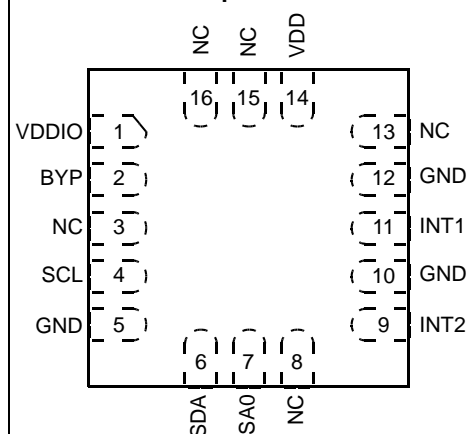 NC NC VDD
16 15 14
VDDIO 1 13 NC
BYP 2 12 GND
NC 3 11 INT1
SCL 4 10 GND
GND 5 9 INT2
6 7 8
SDA SA0 NC